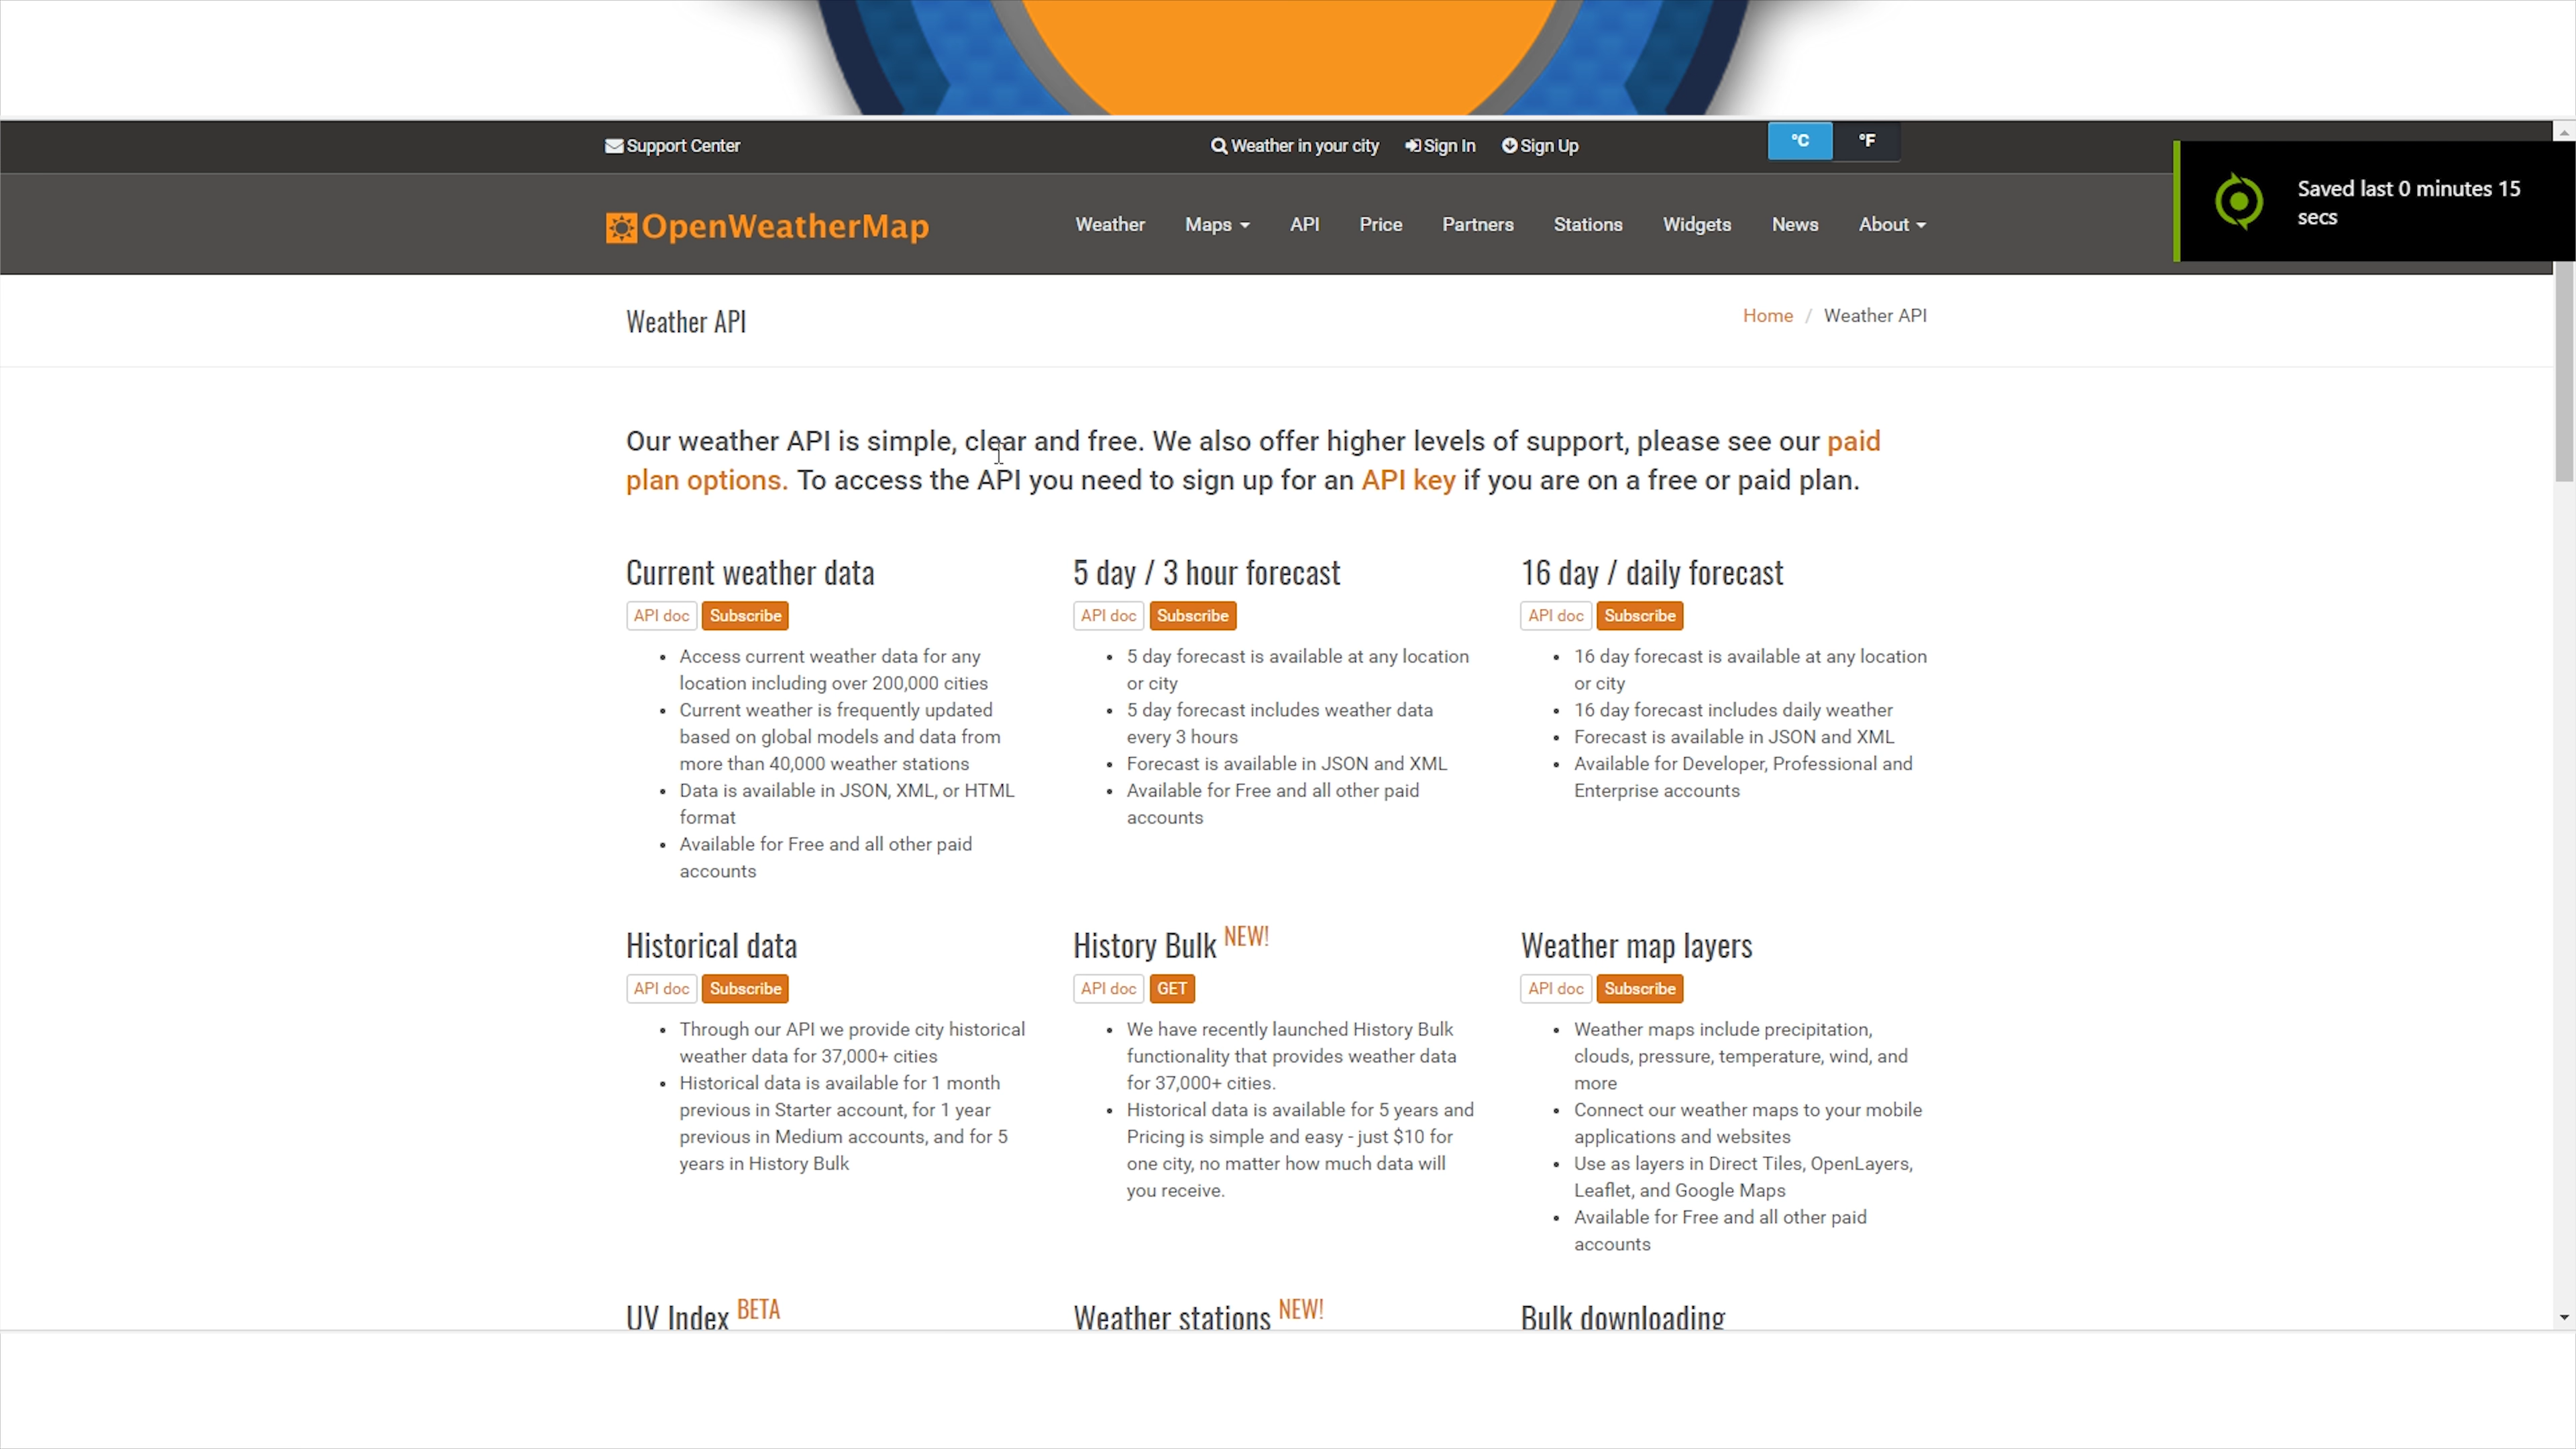 Support Center
Weather in your city
Sign In
Sign Up
°C
°F
Saved last 0 minutes 15
secs
OpenWeatherMap
Weather
Maps
API
Price
Partners
Stations
Widgets
News
About
Weather API
Home / Weather API
Our weather API is simple, clear and free. We also offer higher levels of support, please see our paid
plan options. To access the API you need to sign up for an API key if you are on a free or paid plan.
Current weather data
API doc
Subscribe
Access current weather data for any
location including over 200,000 cities
Current weather is frequently updated
based on global models and data from
more than 40,000 weather stations
Data is available in JSON, XML, or HTML
format
Available for Free and all other paid
accounts
5 day / 3 hour forecast
API doc
Subscribe
5 day forecast is available at any location
or city
5 day forecast includes weather data
every 3 hours
Forecast is available in JSON and XML
Available for Free and all other paid
accounts
16 day / daily forecast
API doc
Subscribe
16 day forecast is available at any location
or city
16 day forecast includes daily weather
Forecast is available in JSON and XML
Available for Developer, Professional and
Enterprise accounts
Historical data
API doc
Subscribe
Through our API we provide city historical
weather data for 37,000+ cities
Historical data is available for 1 month
previous in Starter account, for 1 year
previous in Medium accounts, and for 5
years in History Bulk
History Bulk NEW!
API doc
GET
We have recently launched History Bulk
functionality that provides weather data
for 37,000+ cities.
Historical data is available for 5 years and
Pricing is simple and easy - just $10 for
one city, no matter how much data will
you receive.
Weather map layers
API doc
Subscribe
Weather maps include precipitation,
clouds, pressure, temperature, wind, and
more
Connect our weather maps to your mobile
applications and websites
Use as layers in Direct Tiles, OpenLayers,
Leaflet, and Google Maps
Available for Free and all other paid
accounts
UV Index BETA
Weather stations NEW!
Bulk downloading